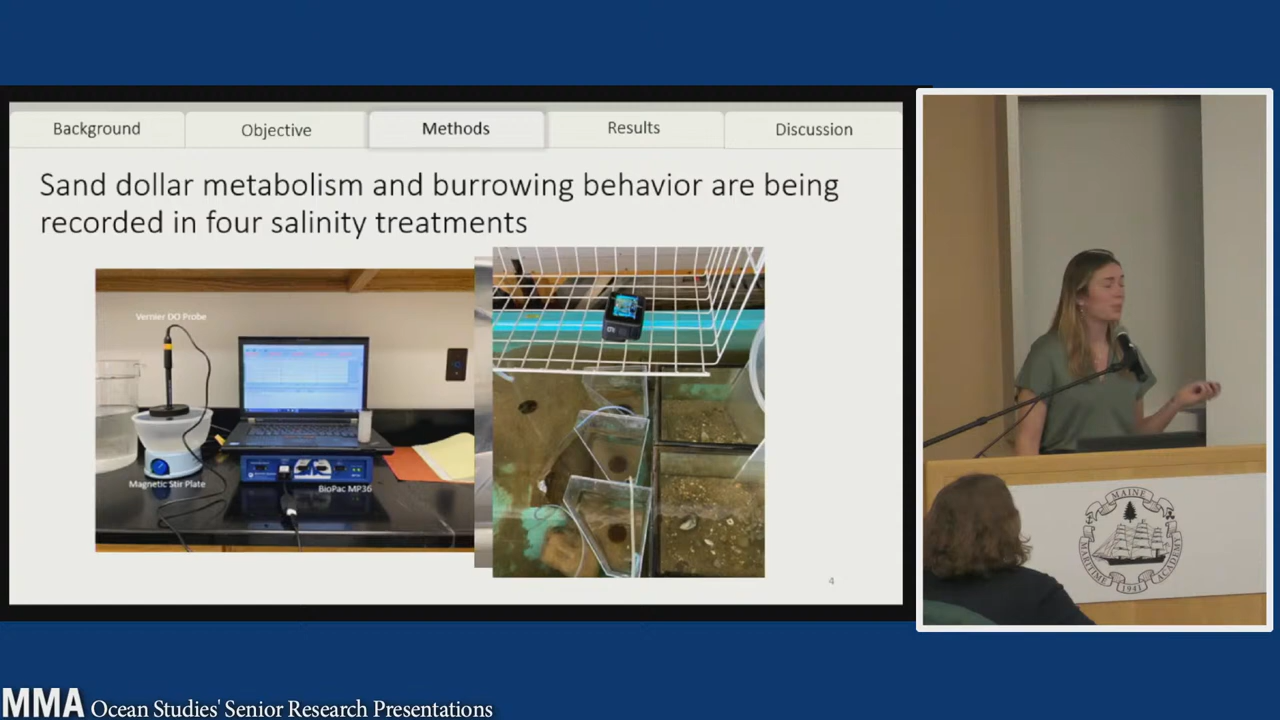 Background
Objective
Methods
Results
Discussion
Sand dollar metabolism and burrowing behavior are being
recorded in four salinity treatments
Vernier DO Probe
Magnetic Stir Plate
BioPac MP36
4
MAINE
MARITIME
ACADEMY
1941
MMA Ocean Studies' Senior Research Presentations